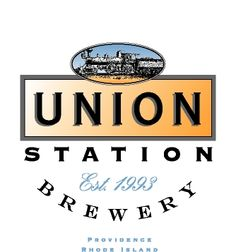 UNION
STATION
Est. 1993
BREWERY
PROVIDENCE
RHODE ISLAND